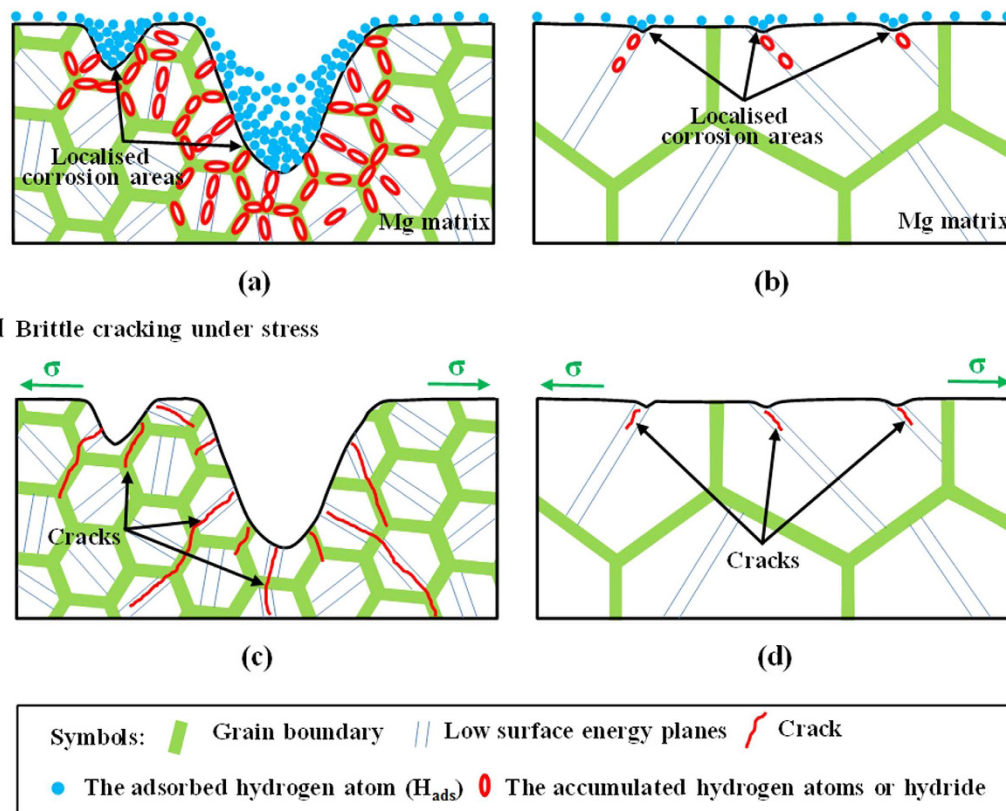 Localised
corrosion areas
Mg matrix
Localised
corrosion areas
Mg matrix
(a)
(b)
Brittle cracking under stress
σ
σ
σ
σ
Cracks
Cracks
(c)
(d)
Symbols: Grain boundary Low surface energy planes Crack
The adsorbed hydrogen atom (Hads) The accumulated hydrogen atoms or hydride